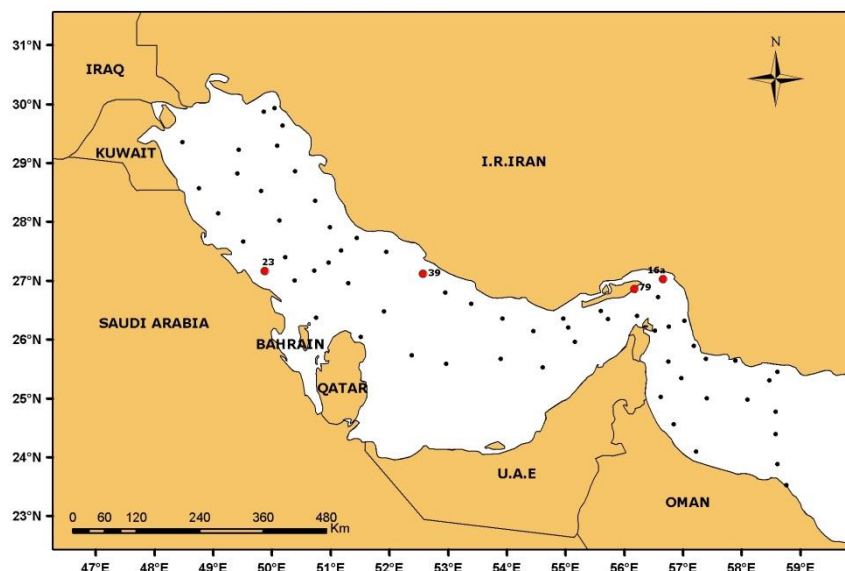 31°N
30°N
29°N
28°N
27°N
26°N
25°N
24°N
23°N
IRAQ
N
KUWAIT
I.R.IRAN
23
39
16a
79
SAUDI ARABIA
BAHRAIN
QATAR
U.A.E
OMAN
0 60 120 240 360 480
Km
47°E 48°E 49°E 50°E 51°E 52°E 53°E 54°E 55°E 56°E 57°E 58°E 59°E